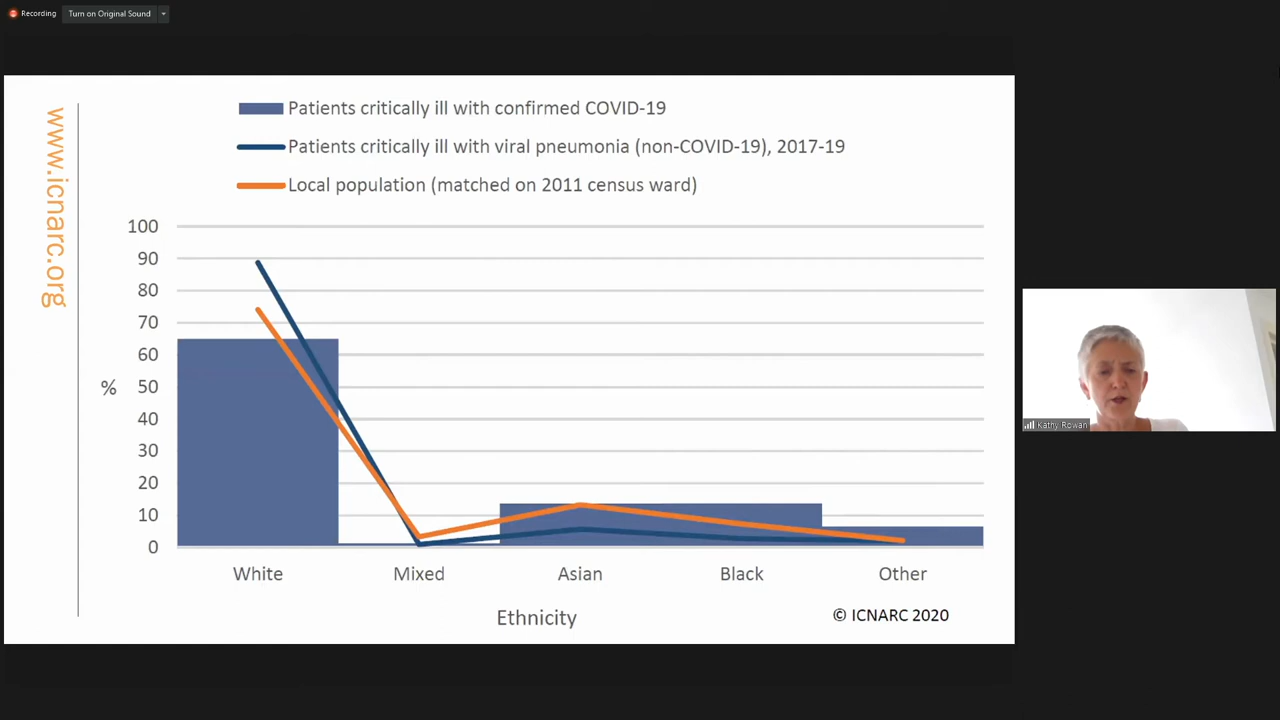 Recording
Turn on Original Sound
www.icnarc.org
Patients critically ill with confirmed COVID-19
Patients critically ill with viral pneumonia (non-COVID-19), 2017-19
Local population (matched on 2011 census ward)
100
90
80
70
60
50
40
30
20
10
0
%
White
Mixed
Asian
Black
Other
Ethnicity
© ICNARC 2020
Kathy Rowan